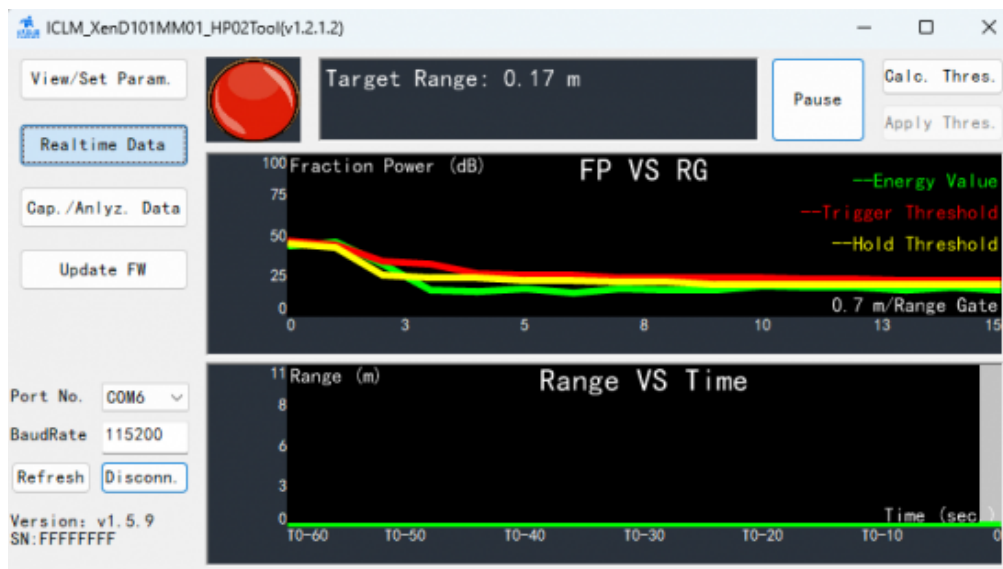 ICLM_XenD101MM01_HP02Tool(v1.2.1.2)
View/Set Param.
Realtime Data
Cap./Anlyz. Data
Update FW
Target Range: 0.17 m
Pause
Calc. Thres.
Apply Thres.
100 Fraction Power (dB)
FP VS RG
75
50
25
0
--Energy Value
--Trigger Threshold
--Hold Threshold
0.7 m/Range Gate
0 3 5 8 10 13 15
11 Range (m)
Range VS Time
8
6
3
0
Time (sec.)
T0-60 T0-50 T0-40 T0-30 T0-20 T0-10 0
Port No. COM6
BaudRate 115200
Refresh Disconn.
Version: v1.5.9
SN:FFFFFFFF